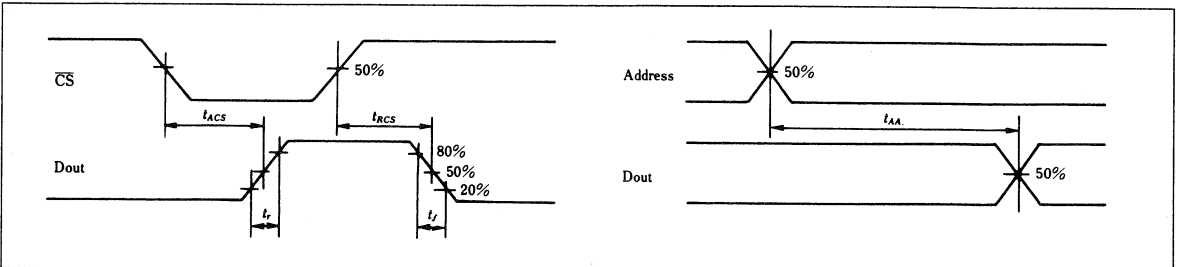 CS
50%
tACS
tRCS
Dout
80%
50%
20%
tr
tf
Address
50%
tAA.
Dout
50%